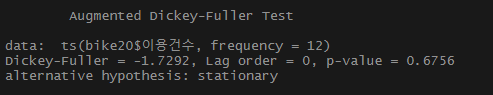 Augmented Dickey-Fuller Test
data:  ts(bike20$이용건수, frequency = 12)
Dickey-Fuller = -1.7292, Lag order = 0, p-value = 0.6756
alternative hypothesis: stationary